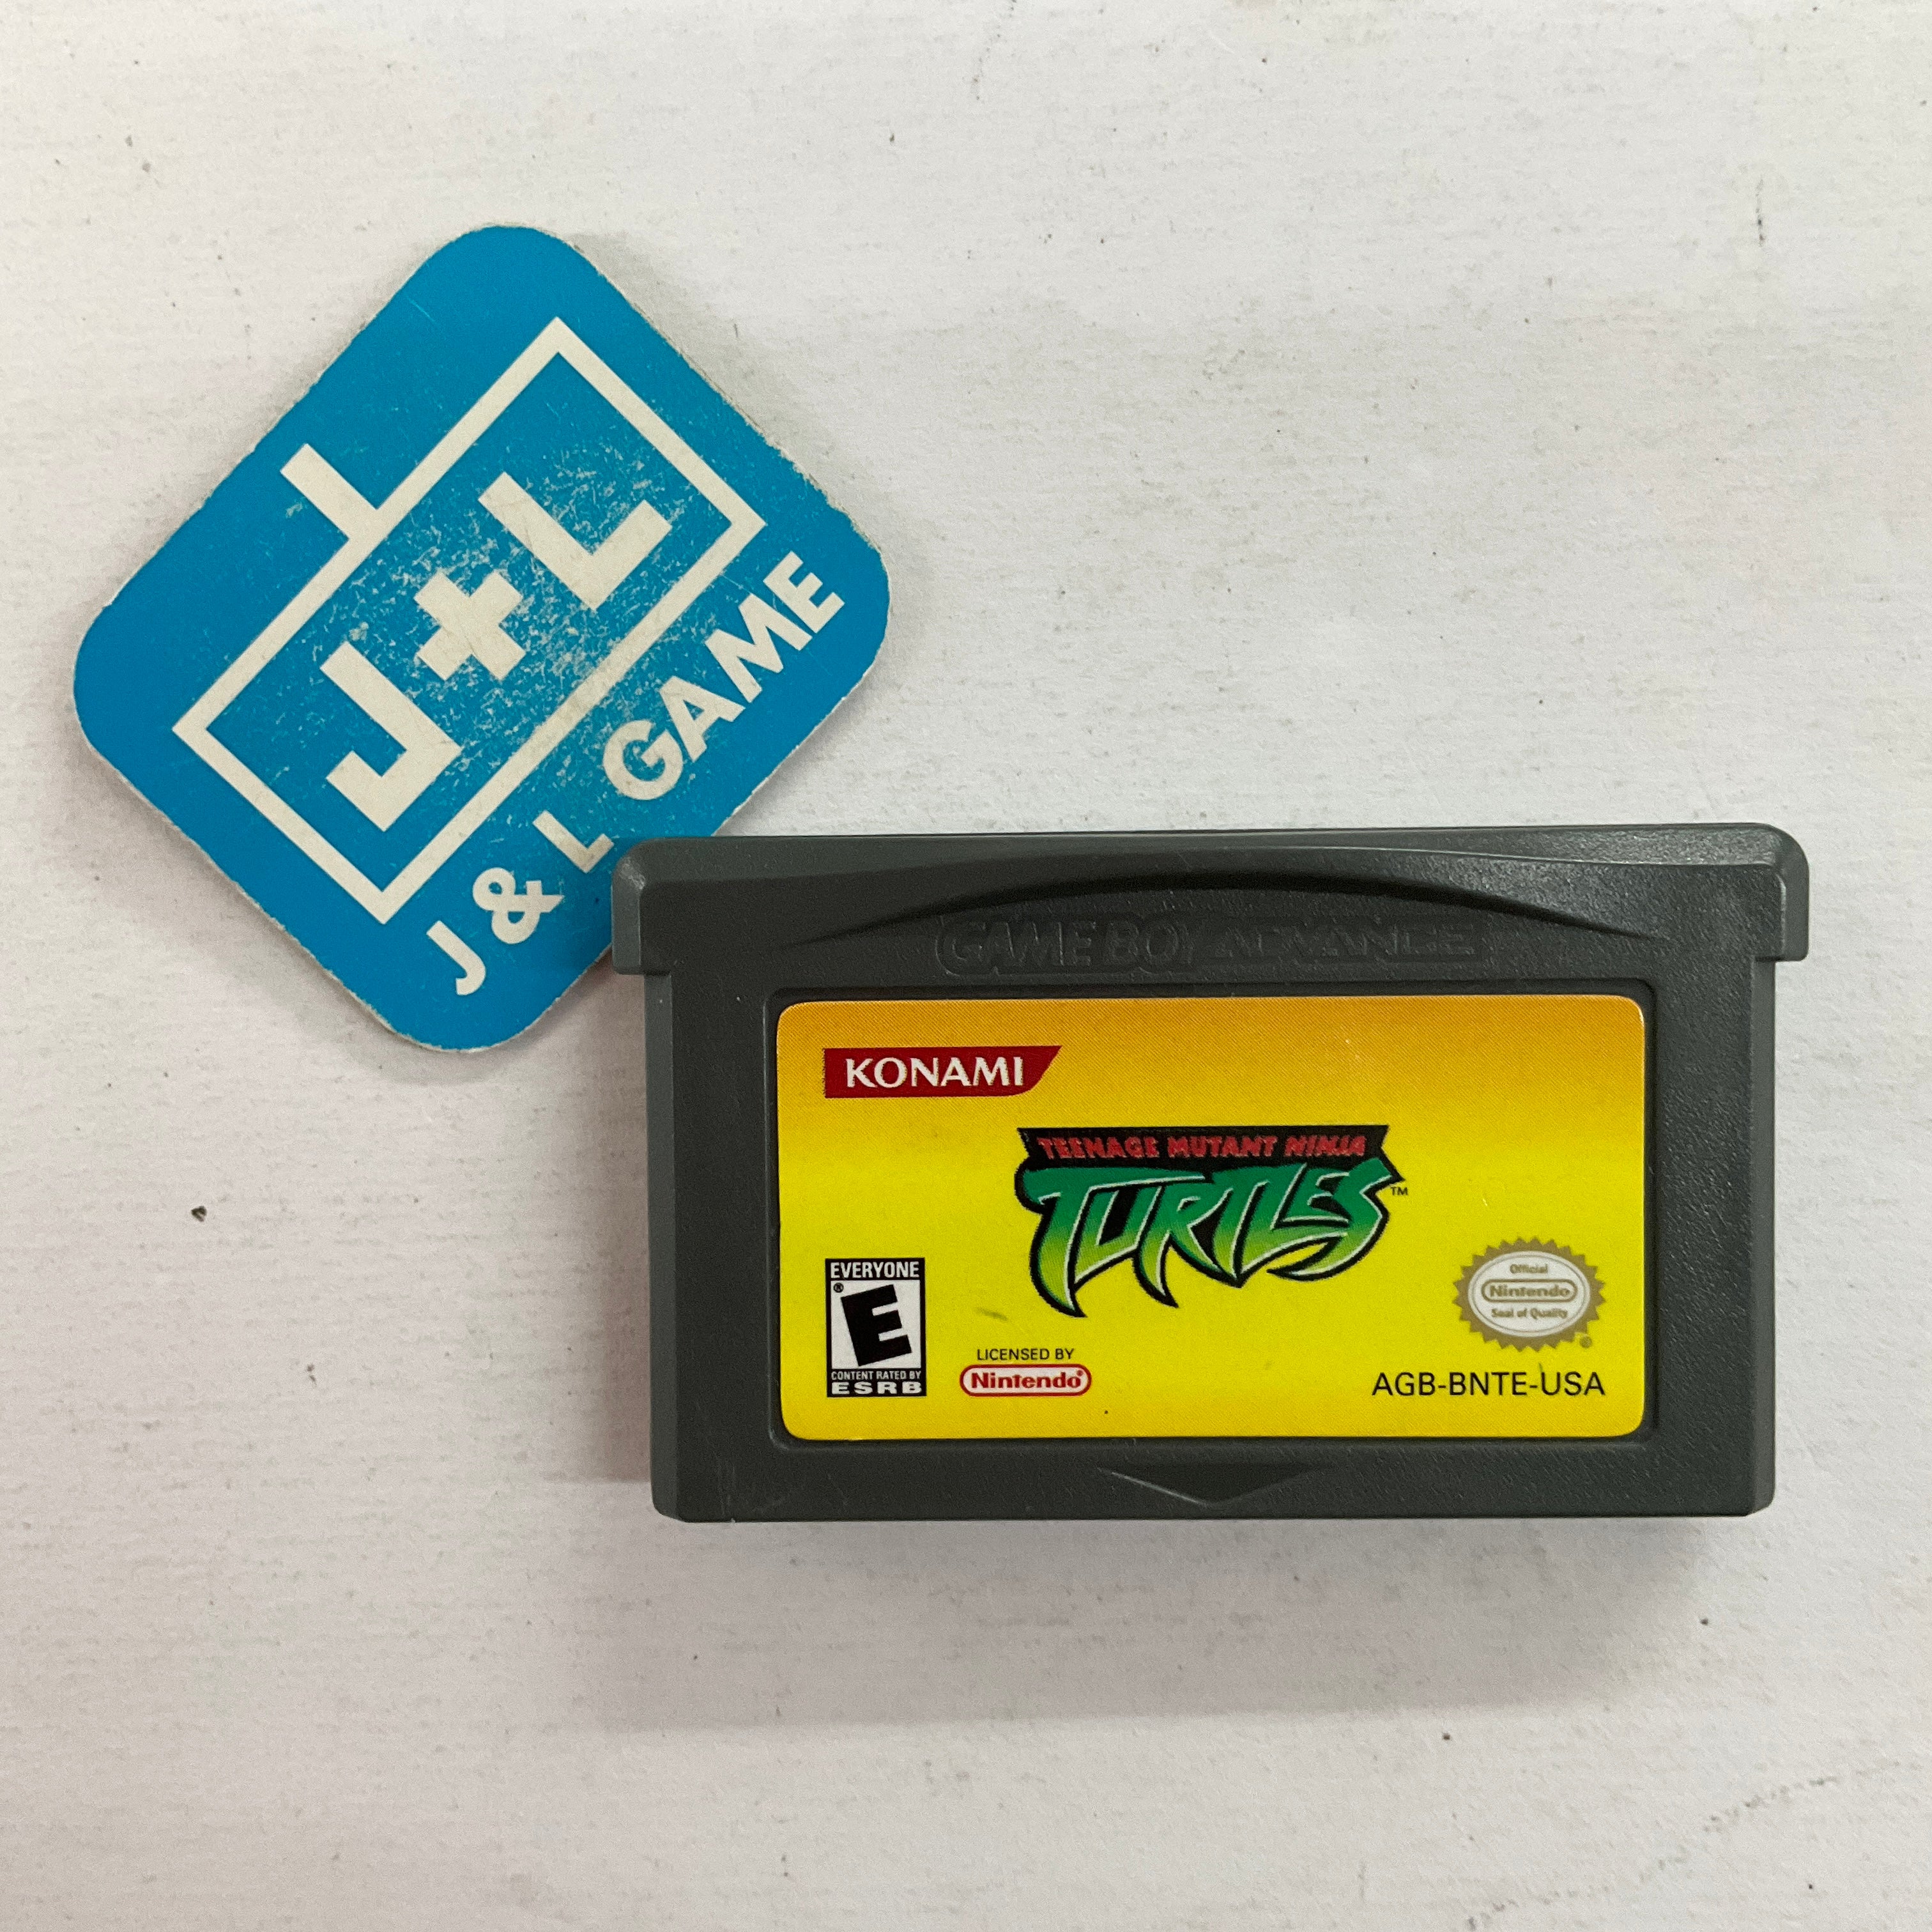 J+L
J & L GAME
GAME BOY ADVANCE
KONAMI
TEENAGE MUTANT NINJA
TURTLES™
EVERYONE
E®
CONTENT RATED BY
ESRB
LICENSED BY
Nintendo®
Official
Nintendo
Seal of Quality
®
AGB-BNTE-USA